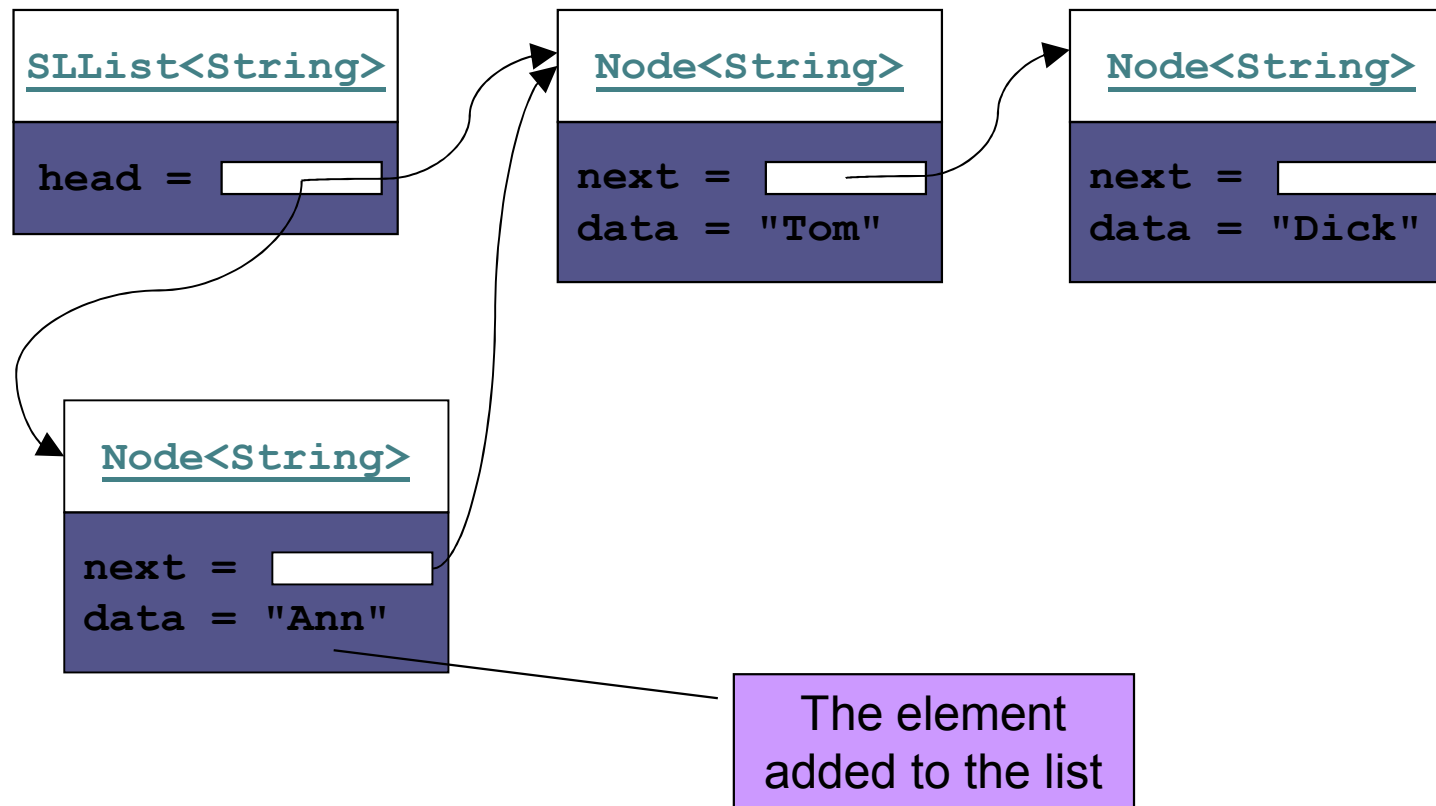 SLList<String>
head =
Node<String>
next =
data = "Tom"
Node<String>
next =
data = "Dick"
Node<String>
next =
data = "Ann"
The element
added to the list